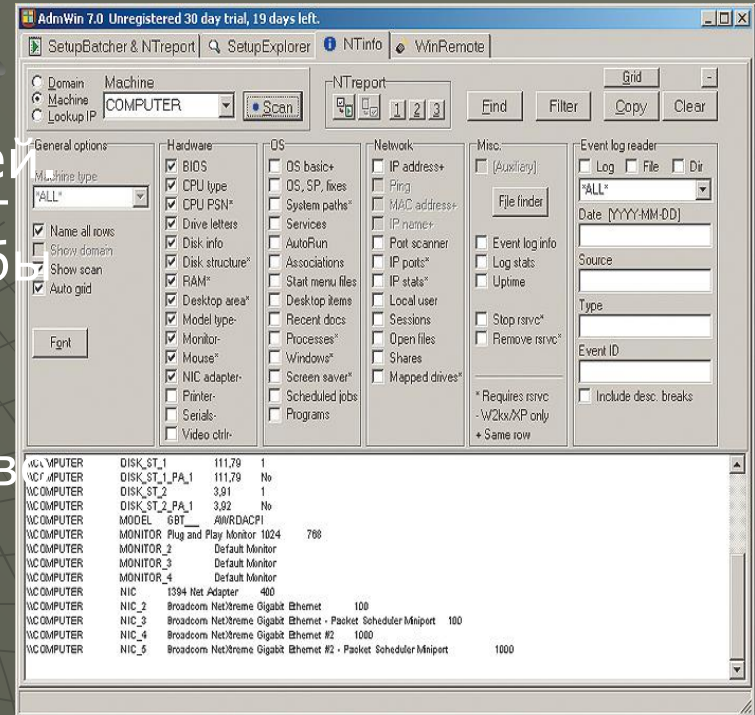 AdmWin 7.0 Unregistered 30 day trial, 19 days left.
SetupBatcher & NTreport SetupExplorer NTinfo WinRemote
Domain
Machine
Lookup IP
Machine
COMPUTER
Scan
NTreport
1 2 3
Find
Filter
Grid
-
Copy
Clear
General options
Machine type
*ALL*
Name all rows
Show domain
Show scan
Auto grid
Font
Hardware
BIOS
CPU type
CPU PSN*
Drive letters
Disk info
Disk structure*
RAM*
Desktop area*
Model type-
Monitor-
Mouse*
NIC adapter-
Printer-
Serials-
Video ctrlr-
OS
OS basic+
OS, SP, fixes
System paths*
Services
AutoRun
Associations
Start menu files
Desktop items
Recent docs
Processes*
Windows*
Screen saver*
Scheduled jobs
Programs
Network
IP address+
Ping
MAC address+
IP name+
Port scanner
IP ports*
IP stats*
Local user
Sessions
Open files
Shares
Mapped drives*
Misc.
[Auxiliary]
File finder
Event log info
Log stats
Uptime
Stop rsrvc*
Remove rsrvc*
* Requires rsrvc
- W2kx/XP only
+ Same row
Event log reader
Log File Dir
*ALL*
Date [YYYY-MM-DD]
Source
Type
Event ID
Include desc. breaks
\\COMPUTER DISK_ST_1 111,79 1
\\COMPUTER DISK_ST_1_PA_1 111,79 No
\\COMPUTER DISK_ST_2 3,91 1
\\COMPUTER DISK_ST_2_PA_1 3,92 No
\\COMPUTER MODEL GBT___ AWRDACPI
\\COMPUTER MONITOR Plug and Play Monitor 1024 768
\\COMPUTER MONITOR_2 Default Monitor
\\COMPUTER MONITOR_3 Default Monitor
\\COMPUTER MONITOR_4 Default Monitor
\\COMPUTER NIC 1394 Net Adapter 400
\\COMPUTER NIC_2 Broadcom NetXtreme Gigabit Ethernet 100
\\COMPUTER NIC_3 Broadcom NetXtreme Gigabit Ethernet - Packet Scheduler Miniport 100
\\COMPUTER NIC_4 Broadcom NetXtreme Gigabit Ethernet #2 1000
\\COMPUTER NIC_5 Broadcom NetXtreme Gigabit Ethernet #2 - Packet Scheduler Miniport 1000